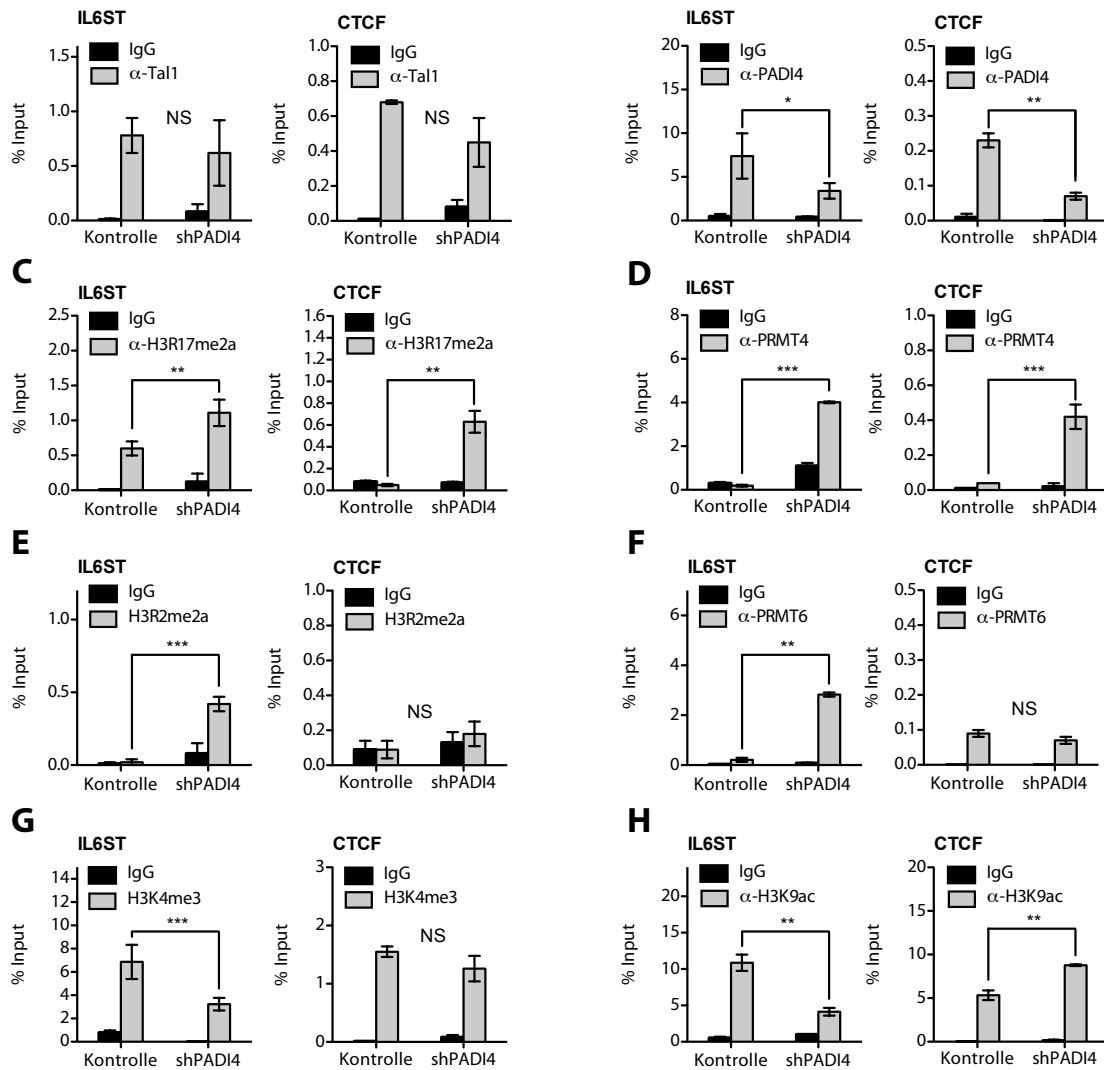 IL6ST
IgG
α-Tal1
1.5
1.0
0.5
0.0
% Input
NS
Kontrolle shPADI4
CTCF
IgG
α-Tal1
1.0
0.8
0.6
0.4
0.2
0.0
% Input
NS
Kontrolle shPADI4
IL6ST
IgG
α-PADI4
20
15
10
5
0
% Input
*
Kontrolle shPADI4
CTCF
IgG
α-PADI4
0.5
0.4
0.3
0.2
0.1
0.0
% Input
**
Kontrolle shPADI4
C
IL6ST
IgG
α-H3R17me2a
2.5
2.0
1.5
1.0
0.5
0.0
% Input
**
Kontrolle shPADI4
CTCF
IgG
α-H3R17me2a
1.6
1.4
1.2
1.0
0.8
0.6
0.4
0.2
0.0
% Input
**
Kontrolle shPADI4
D
IL6ST
IgG
α-PRMT4
6
4
2
0
% Input
***
Kontrolle shPADI4
CTCF
IgG
α-PRMT4
0.8
0.6
0.4
0.2
0.0
% Input
***
Kontrolle shPADI4
E
IL6ST
IgG
H3R2me2a
1.0
0.5
0.0
% Input
***
Kontrolle shPADI4
CTCF
IgG
H3R2me2a
1.0
0.8
0.6
0.4
0.2
0.0
% Input
NS
Kontrolle shPADI4
F
IL6ST
IgG
α-PRMT6
6
4
2
0
% Input
**
Kontrolle shPADI4
CTCF
IgG
α-PRMT6
0.5
0.4
0.3
0.2
0.1
0.0
% Input
NS
Kontrolle shPADI4
G
IL6ST
IgG
H3K4me3
14
12
10
8
6
4
2
0
% Input
***
Kontrolle shPADI4
CTCF
IgG
H3K4me3
3
2
1
0
% Input
NS
Kontrolle shPADI4
H
IL6ST
IgG
α-H3K9ac
20
15
10
5
0
% Input
**
Kontrolle shPADI4
CTCF
IgG
α-H3K9ac
20
15
10
5
0
% Input
**
Kontrolle shPADI4